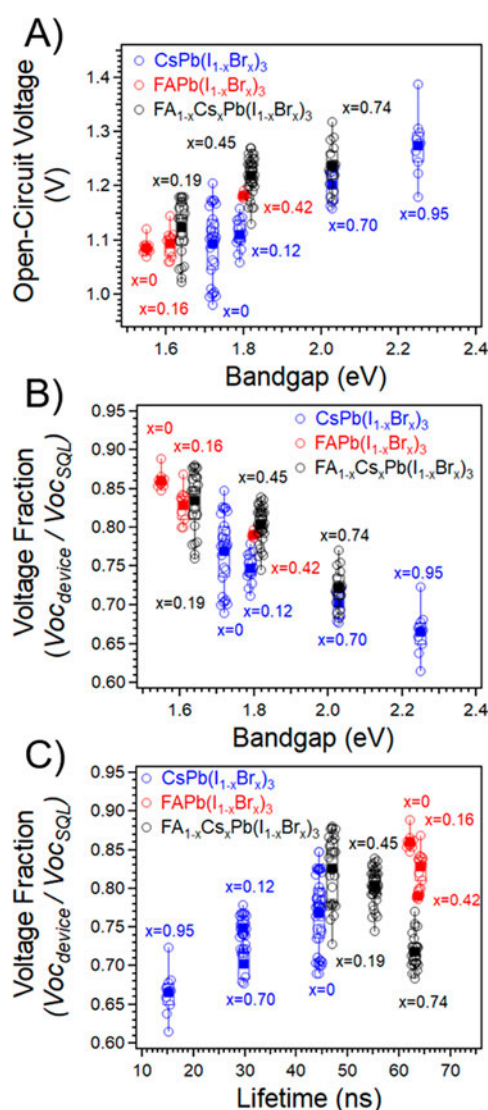 A)
CsPb(I1-xBrx)3
FAPb(I1-xBrx)3
FA1-xCsxPb(I1-xBrx)3
x=0.74
x=0.45
x=0.19
x=0.42
x=0.95
x=0.70
x=0.12
x=0
x=0.16
x=0
1.4
1.3
1.2
1.1
1.0
Open-Circuit Voltage
(V)
1.6 1.8 2.0 2.2
Bandgap (eV)
B)
CsPb(I1-xBrx)3
FAPb(I1-xBrx)3
FA1-xCsxPb(I1-xBrx)3
x=0
x=0.16
x=0.45
x=0.74
x=0.95
x=0.42
x=0.19
x=0.12
x=0.70
x=0
0.95
0.90
0.85
0.80
0.75
0.70
0.65
0.60
Voltage Fraction
(Vocdevice / VocSQL)
1.6 1.8 2.0 2.2
Bandgap (eV)
C)
CsPb(I1-xBrx)3
FAPb(I1-xBrx)3
FA1-xCsxPb(I1-xBrx)3
x=0
x=0.16
x=0.45
x=0.12
x=0.95
x=0.42
x=0.19
x=0.70
x=0
x=0.74
0.95
0.90
0.85
0.80
0.75
0.70
0.65
0.60
Voltage Fraction
(Vocdevice / VocSQL)
10 20 30 40 50 60 70
Lifetime (ns)